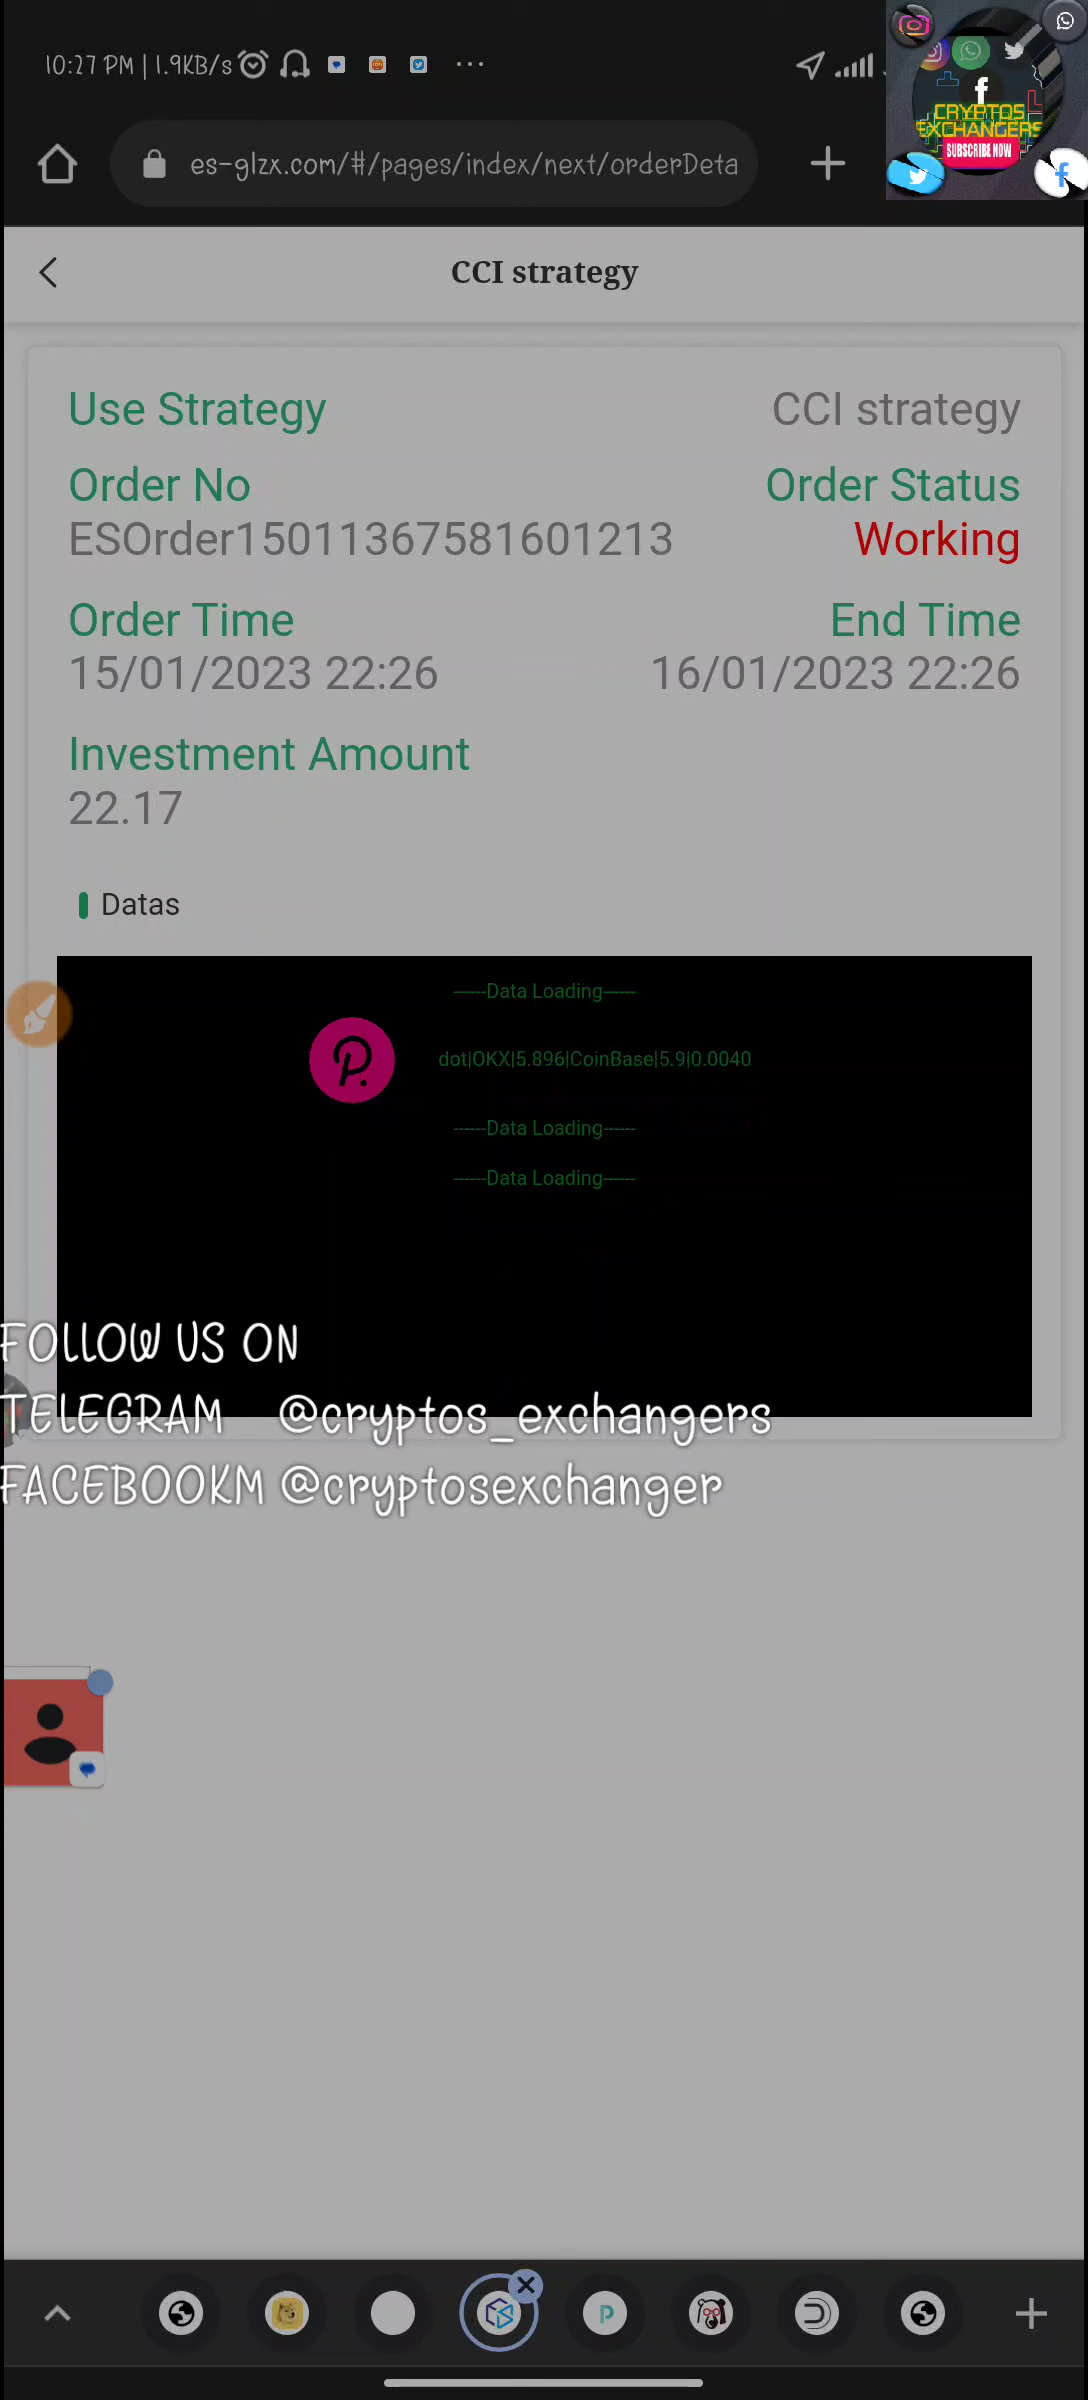 10:27 PM | 1.9KB/s
es-glzx.com/#/pages/index/next/orderDeta
CRYPTOS
EXCHANGERS
SUBSCRIBE NOW
CCI strategy
Use Strategy CCI strategy
Order No Order Status
ESOrder15011367581601213 Working
Order Time End Time
15/01/2023 22:26 16/01/2023 22:26
Investment Amount
22.17
Datas
------Data Loading------
dot|OKX|5.896|CoinBase|5.9|0.0040
------Data Loading------
------Data Loading------
FOLLOW US ON
TELEGRAM @cryptos_exchangers
FACEBOOKM @cryptosexchanger